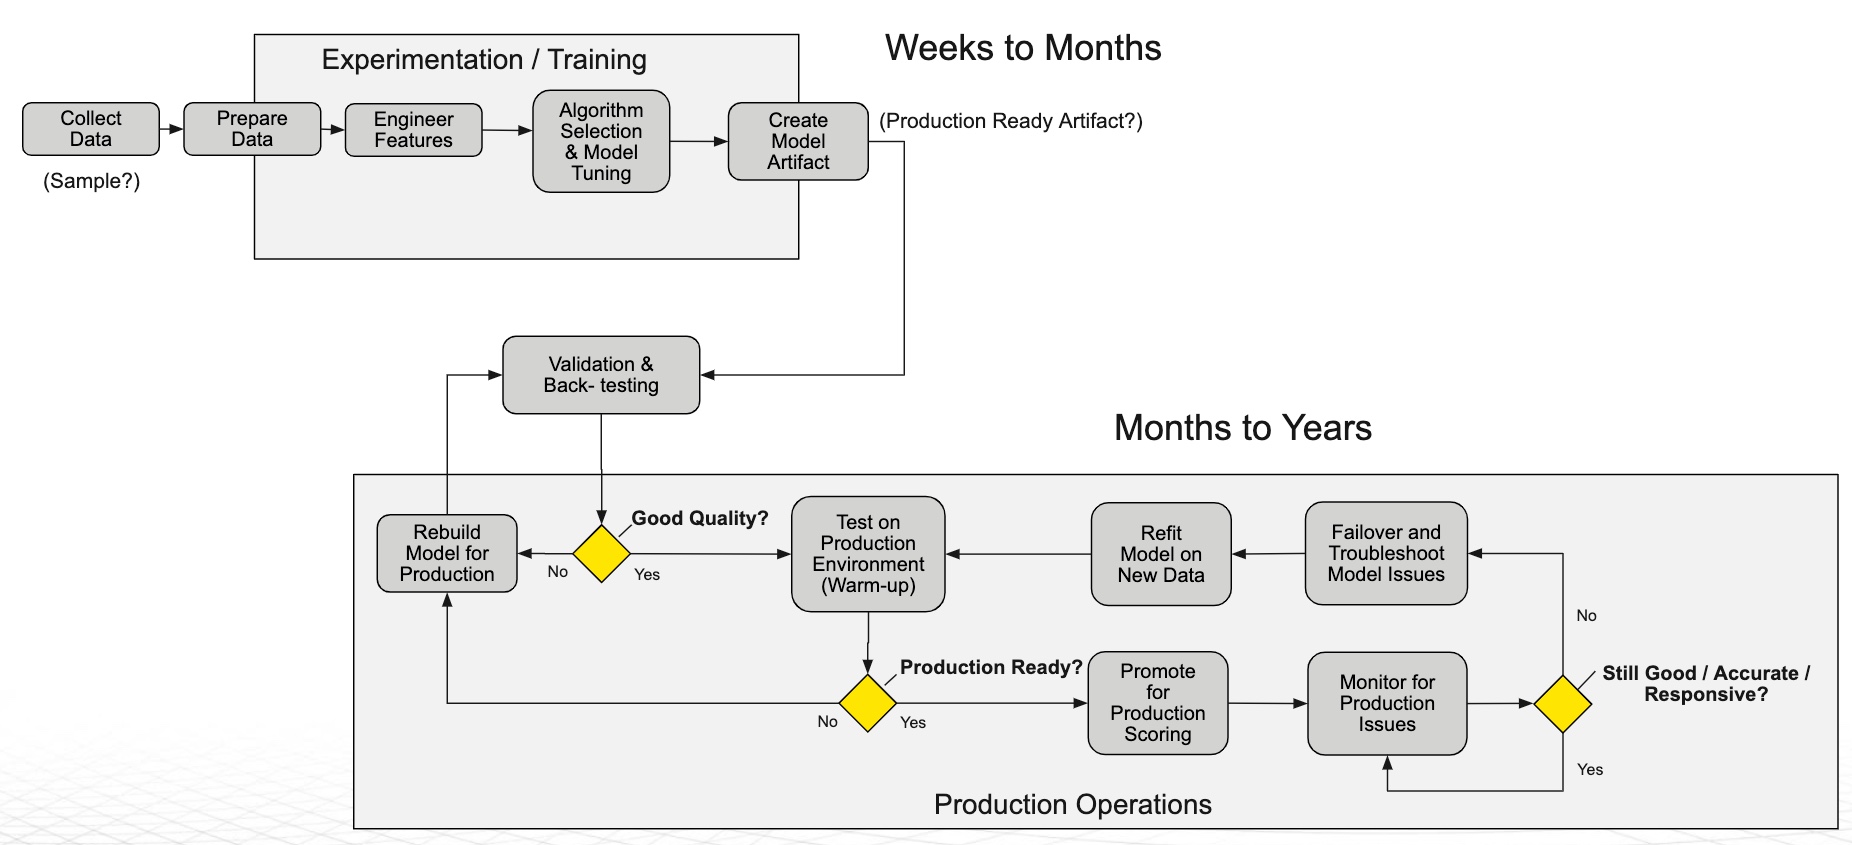 Weeks to Months
Experimentation / Training
Collect
Data
(Sample?)
Prepare
Data
Engineer
Features
Algorithm
Selection
& Model
Tuning
Create
Model
Artifact
(Production Ready Artifact?)
Validation &
Back- testing
Months to Years
Rebuild
Model for
Production
Good Quality?
No
Yes
Test on
Production
Environment
(Warm-up)
Refit
Model on
New Data
Failover and
Troubleshoot
Model Issues
No
Production Ready?
No
Yes
Promote
for
Production
Scoring
Monitor for
Production
Issues
Still Good / Accurate /
Responsive?
Yes
Production Operations